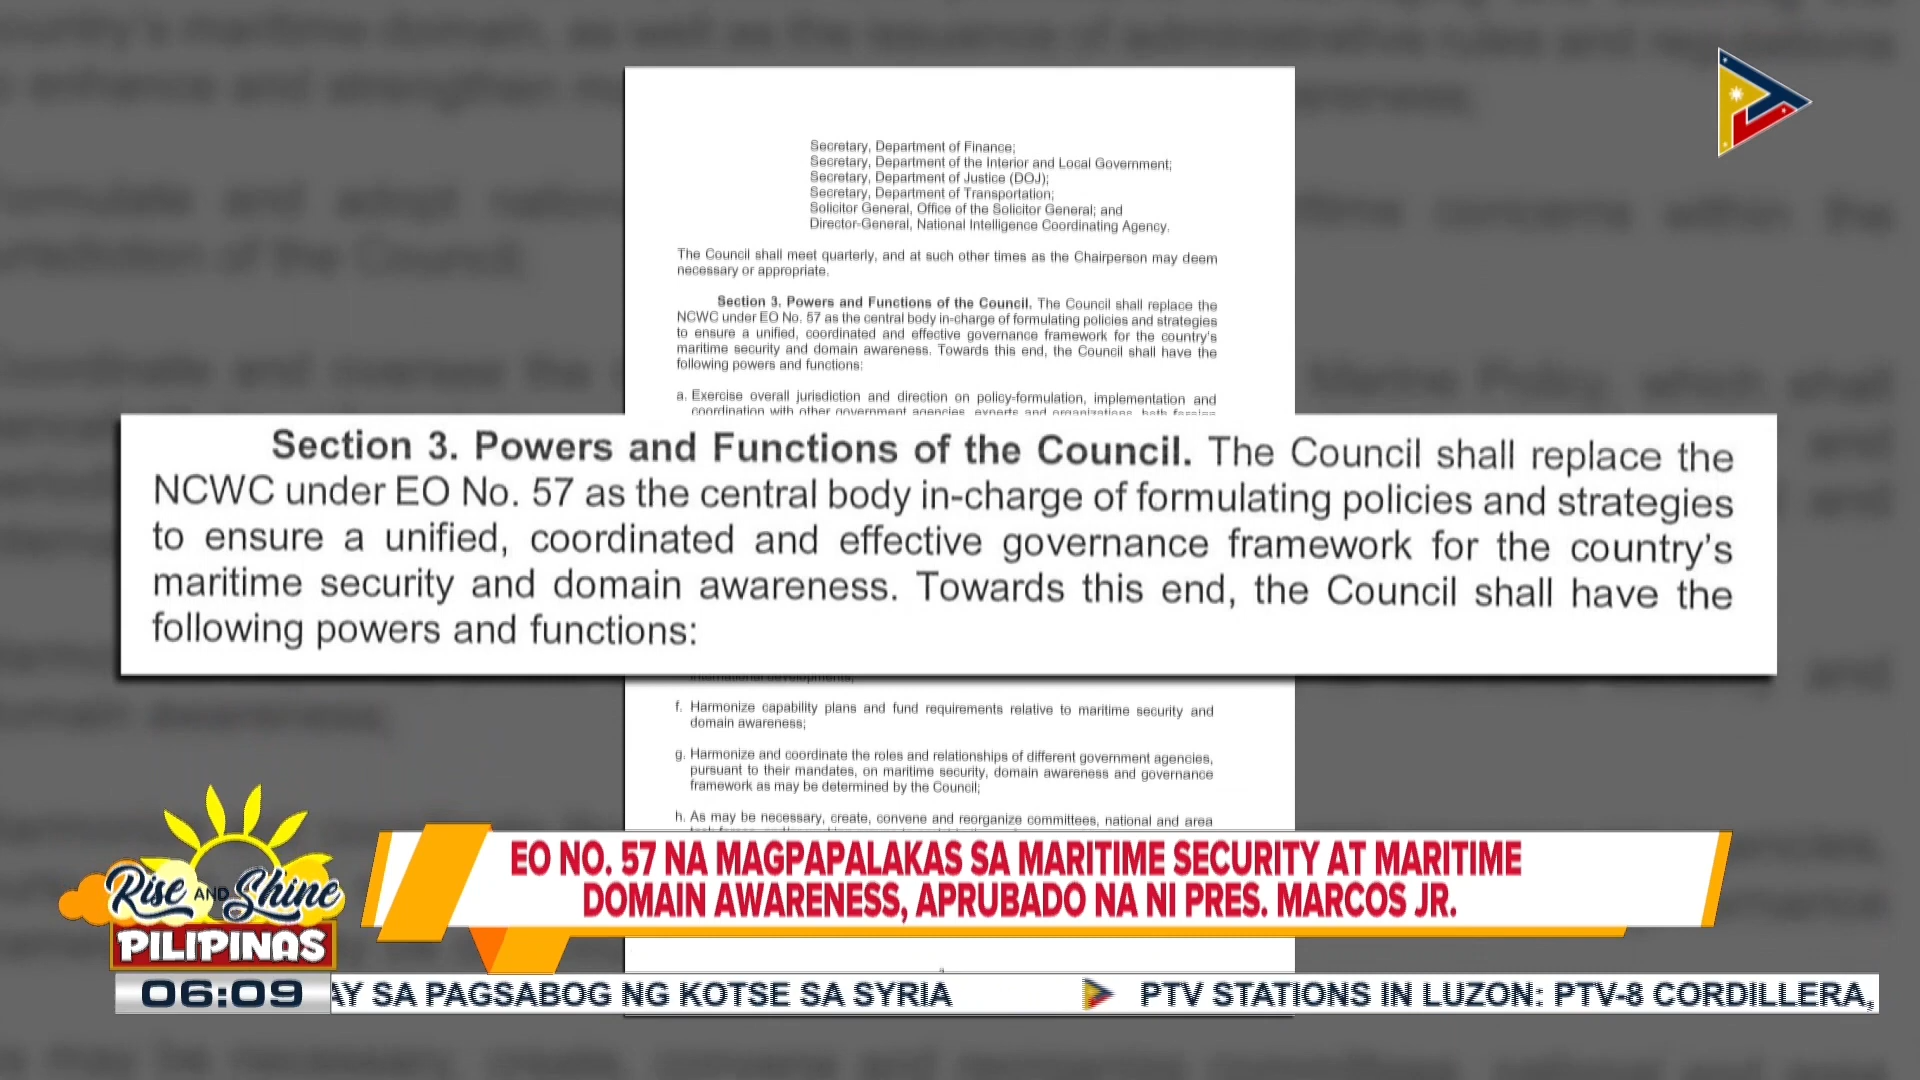 Secretary, Department of Finance;
Secretary, Department of the Interior and Local Government;
Secretary, Department of Justice (DOJ);
Secretary, Department of Transportation;
Solicitor General, Office of the Solicitor General; and
Director-General, National Intelligence Coordinating Agency.
The Council shall meet quarterly, and at such other times as the Chairperson may deem
necessary or appropriate.
Section 3. Powers and Functions of the Council. The Council shall replace the
NCWC under EO No. 57 as the central body in-charge of formulating policies and strategies
to ensure a unified, coordinated and effective governance framework for the country's
maritime security and domain awareness. Towards this end, the Council shall have the
following powers and functions:
a. Exercise overall jurisdiction and direction on policy-formulation, implementation and
coordination with other government agencies, experts and organizations, both foreign
Section 3. Powers and Functions of the Council. The Council shall replace the
NCWC under EO No. 57 as the central body in-charge of formulating policies and strategies
to ensure a unified, coordinated and effective governance framework for the country's
maritime security and domain awareness. Towards this end, the Council shall have the
following powers and functions:
international developments;
f. Harmonize capability plans and fund requirements relative to maritime security and
domain awareness;
g. Harmonize and coordinate the roles and relationships of different government agencies,
pursuant to their mandates, on maritime security, domain awareness and governance
framework as may be determined by the Council;
h. As may be necessary, create, convene and reorganize committees, national and area
EO NO. 57 NA MAGPAPALAKAS SA MARITIME SECURITY AT MARITIME
DOMAIN AWARENESS, APRUBADO NA NI PRES. MARCOS JR.
Rise AND Shine
PILIPINAS
06:09
AY SA PAGSABOG NG KOTSE SA SYRIA
PTV STATIONS IN LUZON: PTV-8 CORDILLERA,